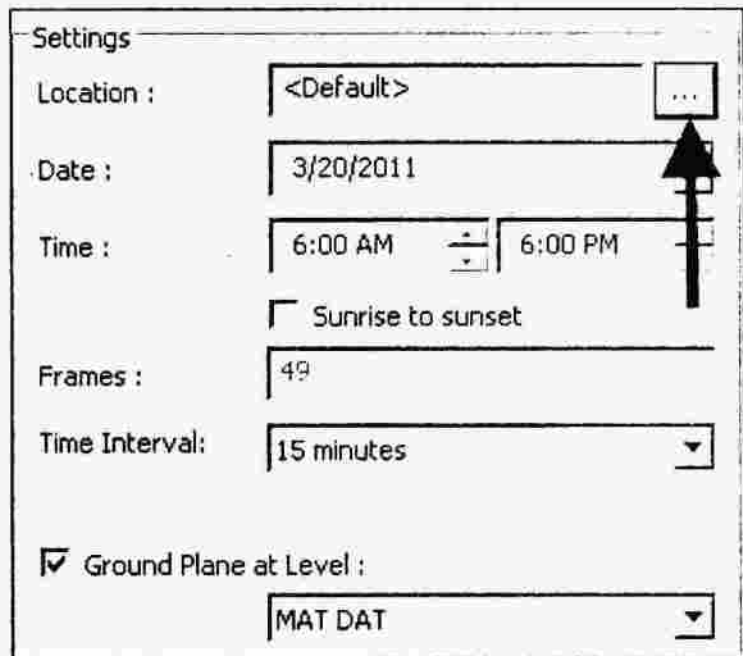 Settings
Location : <Default> ...
Date : 3/20/2011
Time : 6:00 AM 6:00 PM
Sunrise to sunset
Frames : 49
Time Interval: 15 minutes
Ground Plane at Level :
MAT DAT